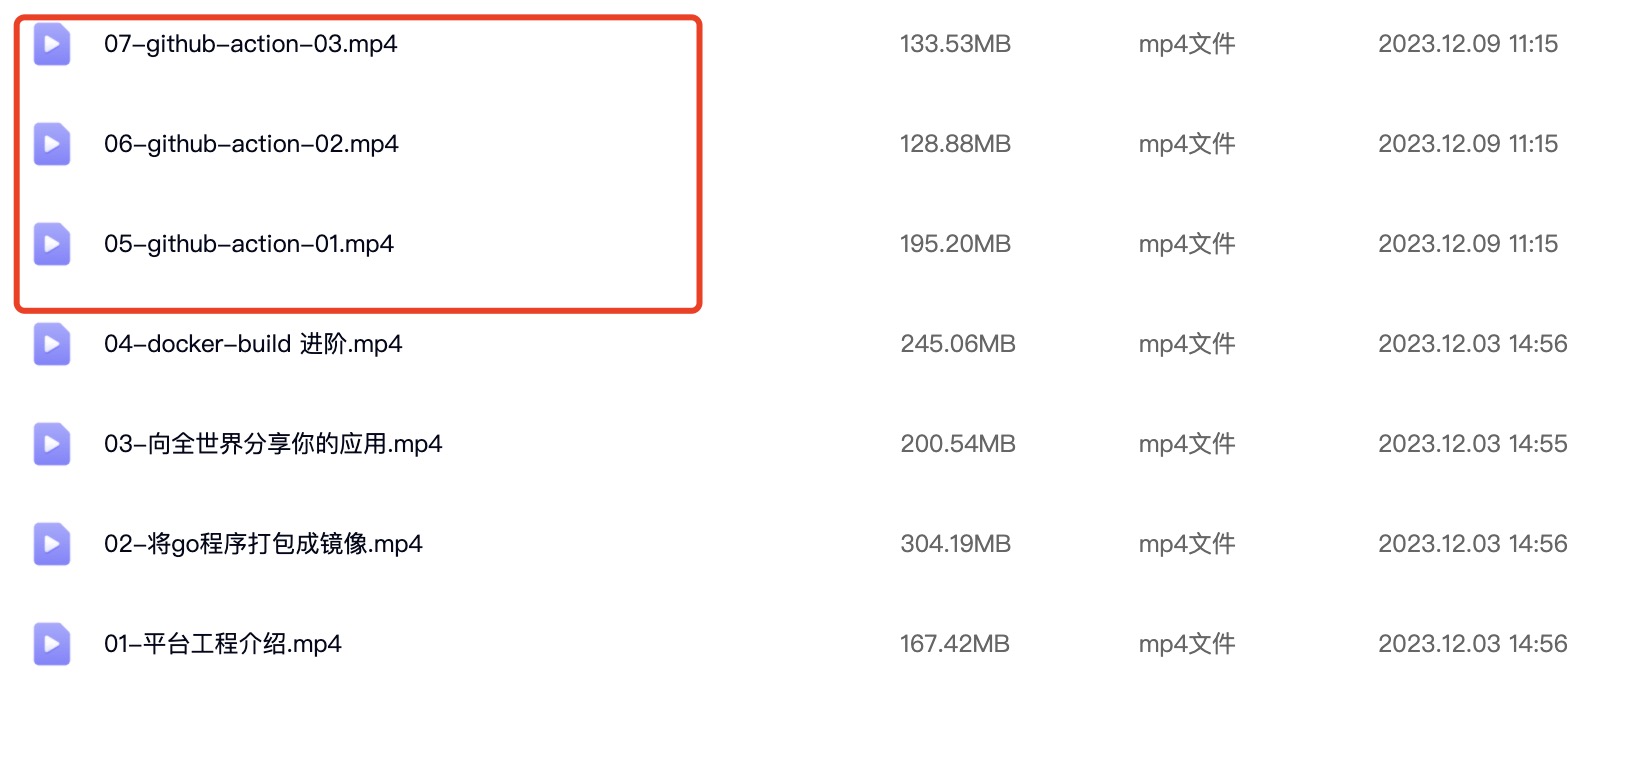 07-github-action-03.mp4 133.53MB mp4文件 2023.12.09 11:15
06-github-action-02.mp4 128.88MB mp4文件 2023.12.09 11:15
05-github-action-01.mp4 195.20MB mp4文件 2023.12.09 11:15
04-docker-build 进阶.mp4 245.06MB mp4文件 2023.12.03 14:56
03-向全世界分享你的应用.mp4 200.54MB mp4文件 2023.12.03 14:55
02-将go程序打包成镜像.mp4 304.19MB mp4文件 2023.12.03 14:56
01-平台工程介绍.mp4 167.42MB mp4文件 2023.12.03 14:56